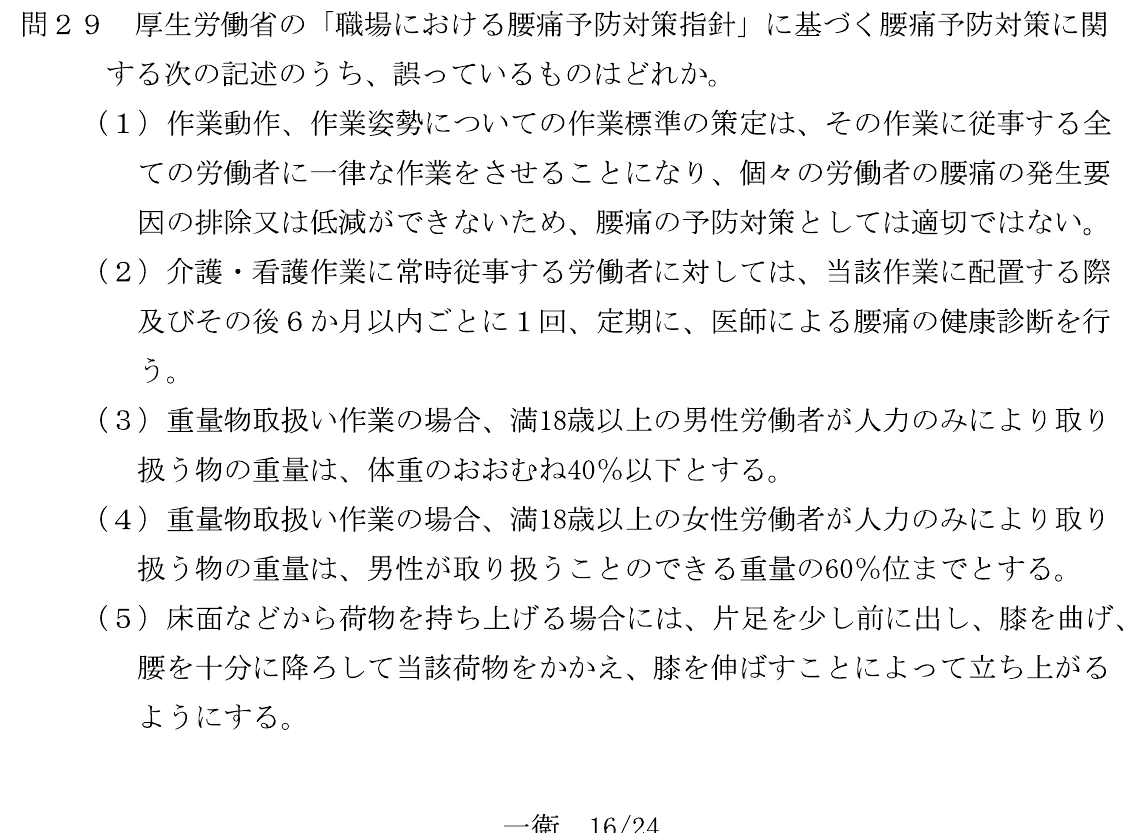 問２９　厚生労働省の「職場における腰痛予防対策指針」に基づく腰痛予防対策に関
する次の記述のうち、誤っているものはどれか。
（１）作業動作、作業姿勢についての作業標準の策定は、その作業に従事する全
ての労働者に一律な作業をさせることになり、個々の労働者の腰痛の発生要
因の排除又は低減ができないため、腰痛の予防対策としては適切ではない。
（２）介護・看護作業に常時従事する労働者に対しては、当該作業に配置する際
及びその後６か月以内ごとに１回、定期に、医師による腰痛の健康診断を行
う。
（３）重量物取扱い作業の場合、満18歳以上の男性労働者が人力のみにより取り
扱う物の重量は、体重のおおむね40％以下とする。
（４）重量物取扱い作業の場合、満18歳以上の女性労働者が人力のみにより取り
扱う物の重量は、男性が取り扱うことのできる重量の60％位までとする。
（５）床面などから荷物を持ち上げる場合には、片足を少し前に出し、膝を曲げ、
腰を十分に降ろして当該荷物をかかえ、膝を伸ばすことによって立ち上がる
ようにする。
一衛　16/24